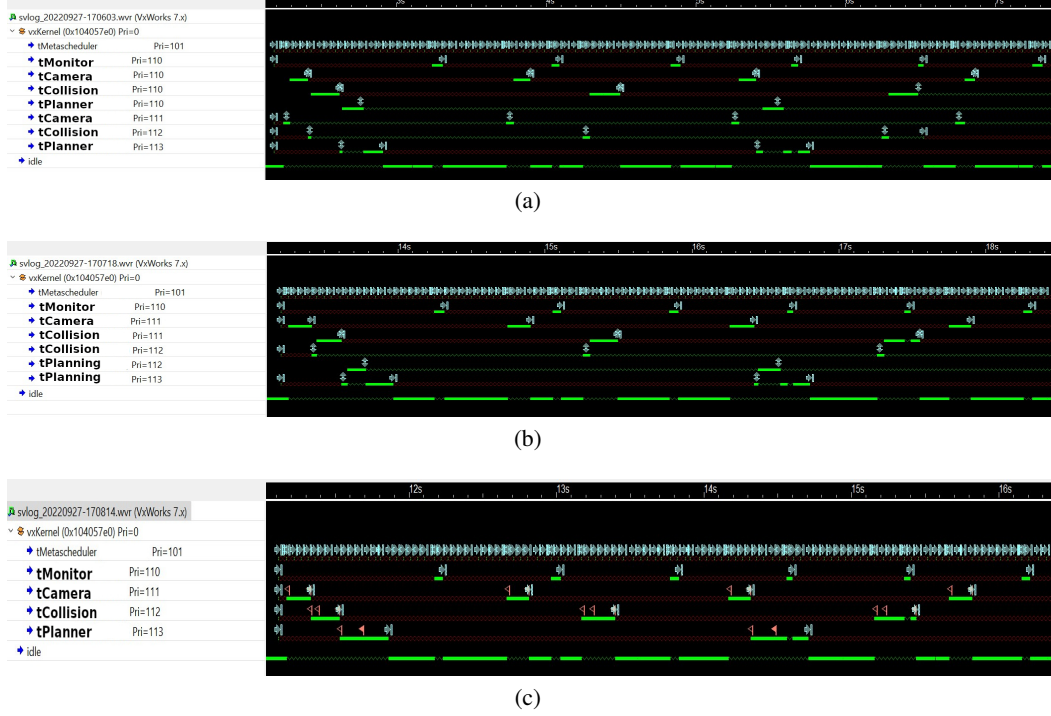 3s 4s 5s 6s 7s
svlog_20220927-170603.wvr (VxWorks 7.x)
vxKernel (0x104057e0) Pri=0
tMetascheduler Pri=101
tMonitor Pri=110
tCamera Pri=110
tCollision Pri=110
tPlanner Pri=110
tCamera Pri=111
tCollision Pri=112
tPlanner Pri=113
idle
(a)
14s 15s 16s 17s 18s
svlog_20220927-170718.wvr (VxWorks 7.x)
vxKernel (0x104057e0) Pri=0
tMetascheduler Pri=101
tMonitor Pri=110
tCamera Pri=111
tCollision Pri=111
tCollision Pri=112
tPlanning Pri=112
tPlanning Pri=113
idle
(b)
12s 13s 14s 15s 16s
svlog_20220927-170814.wvr (VxWorks 7.x)
vxKernel (0x104057e0) Pri=0
tMetascheduler Pri=101
tMonitor Pri=110
tCamera Pri=111
tCollision Pri=112
tPlanner Pri=113
idle
(c)